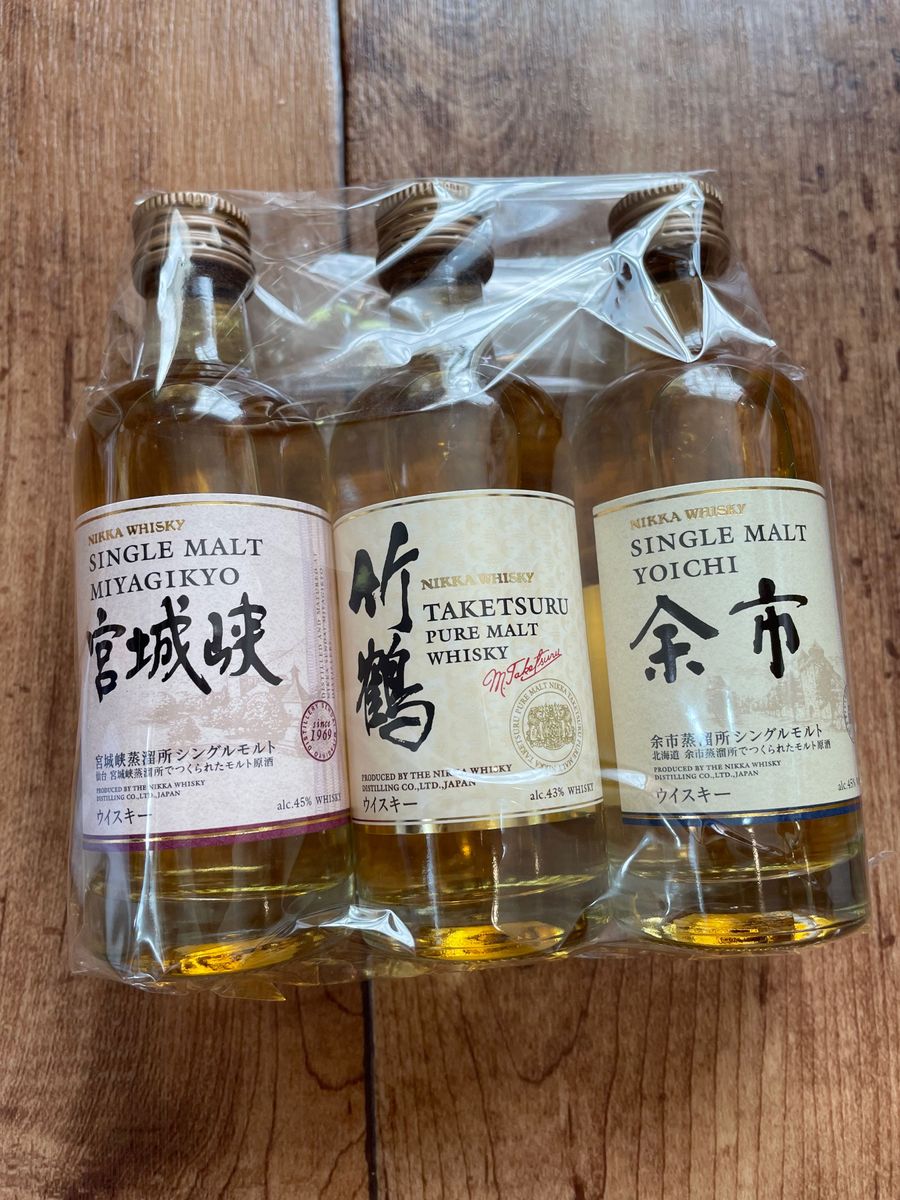 NIKKA WHISKY
SINGLE MALT
MIYAGIKYO
宮城峡
since
1969
宮城峡蒸溜所シングルモルト
仙台 宮城峡蒸溜所でつくられたモルト原酒
PRODUCED BY THE NIKKA WHISKY
DISTILLING CO.,LTD.,JAPAN
ウイスキー
alc.45% WHISKY
竹鶴
NIKKA WHISKY
TAKETSURU
PURE MALT
WHISKY
M.Taketsuru
TAKETSURU PURE MALT NIKKA
PRODUCED BY THE NIKKA WHISKY
DISTILLING CO.,LTD.,JAPAN
ウイスキー
alc.43% WHISKY
NIKKA WHISKY
SINGLE MALT
YOICHI
余市
余市蒸溜所シングルモルト
北海道 余市蒸溜所でつくられたモルト原酒
PRODUCED BY THE NIKKA WHISKY
DISTILLING CO.,LTD.,JAPAN
ウイスキー
alc.45%